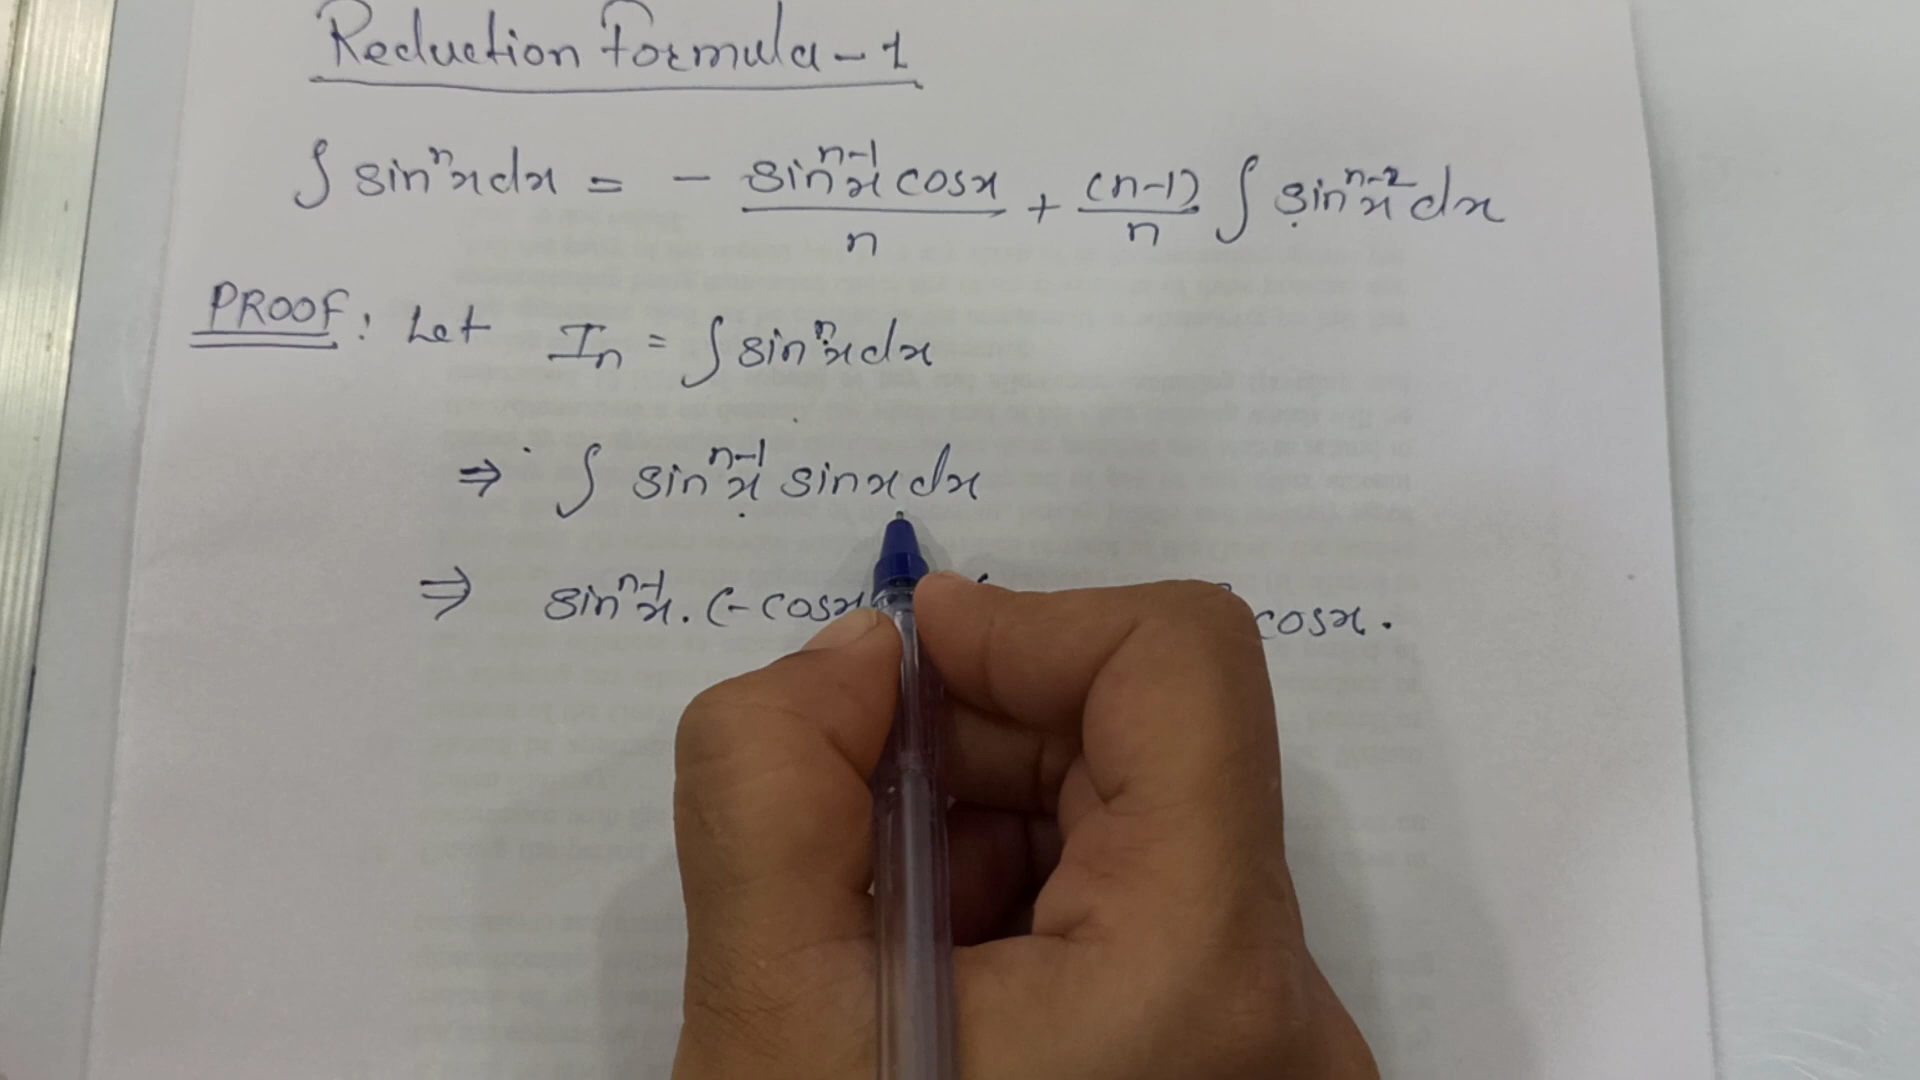 Reduction Formula-1
∫ sinⁿx dx = - sinⁿ⁻¹x cosx / n + (n-1) / n ∫ sinⁿ⁻²x dx
PROOF: Let Iₙ = ∫ sinⁿx dx
⇒ ∫ sinⁿ⁻¹x sinx dx
⇒ sinⁿ⁻¹x . (-cosx cosx .